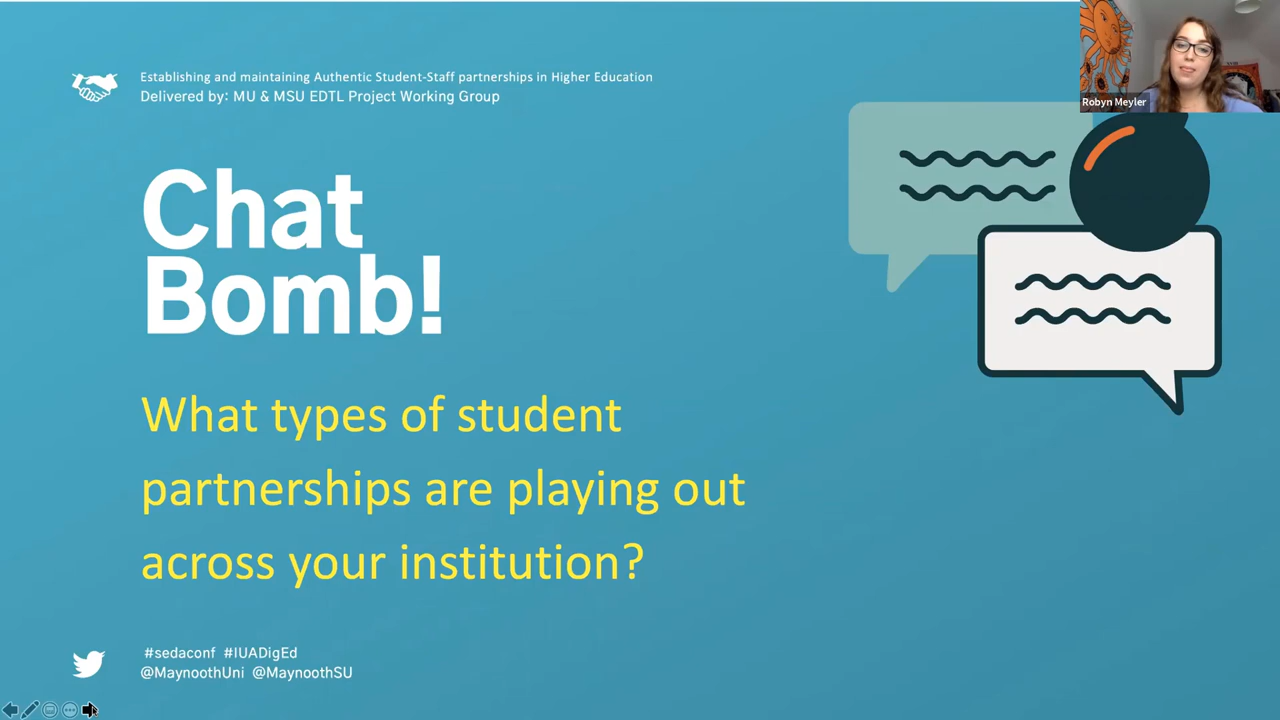 Establishing and maintaining Authentic Student-Staff partnerships in Higher Education
Delivered by: MU & MSU EDTL Project Working Group
Robyn Meyler
Chat
Bomb!
What types of student
partnerships are playing out
across your institution?
#sedaconf #IUADigEd
@MaynoothUni @MaynoothSU